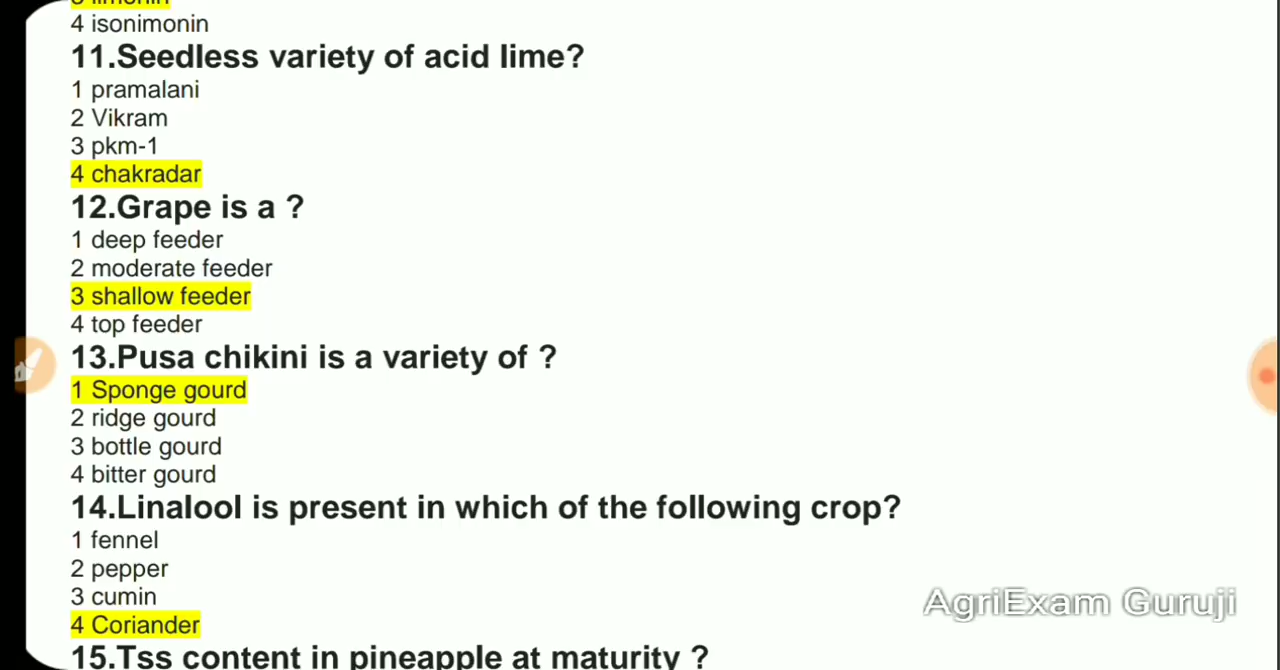 3 limonin
4 isonimonin
11.Seedless variety of acid lime?
1 pramalani
2 Vikram
3 pkm-1
4 chakradar
12.Grape is a ?
1 deep feeder
2 moderate feeder
3 shallow feeder
4 top feeder
13.Pusa chikini is a variety of ?
1 Sponge gourd
2 ridge gourd
3 bottle gourd
4 bitter gourd
14.Linalool is present in which of the following crop?
1 fennel
2 pepper
3 cumin
4 Coriander
AgriExam Guruji
15.Tss content in pineapple at maturity ?